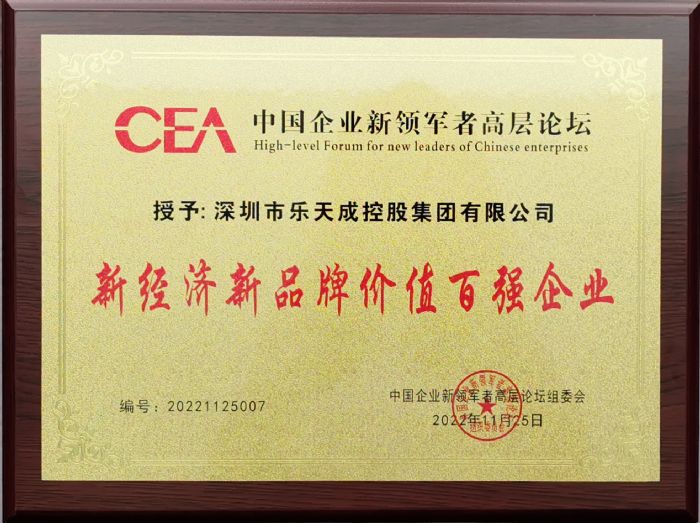 CEA 中国企业新领军者高层论坛
High-level Forum for new leaders of Chinese enterprises
授予: 深圳市乐天成控股集团有限公司
新经济新品牌价值百强企业
编号: 20221125007
中国企业新领军者高层论坛组委会
2022年11月25日